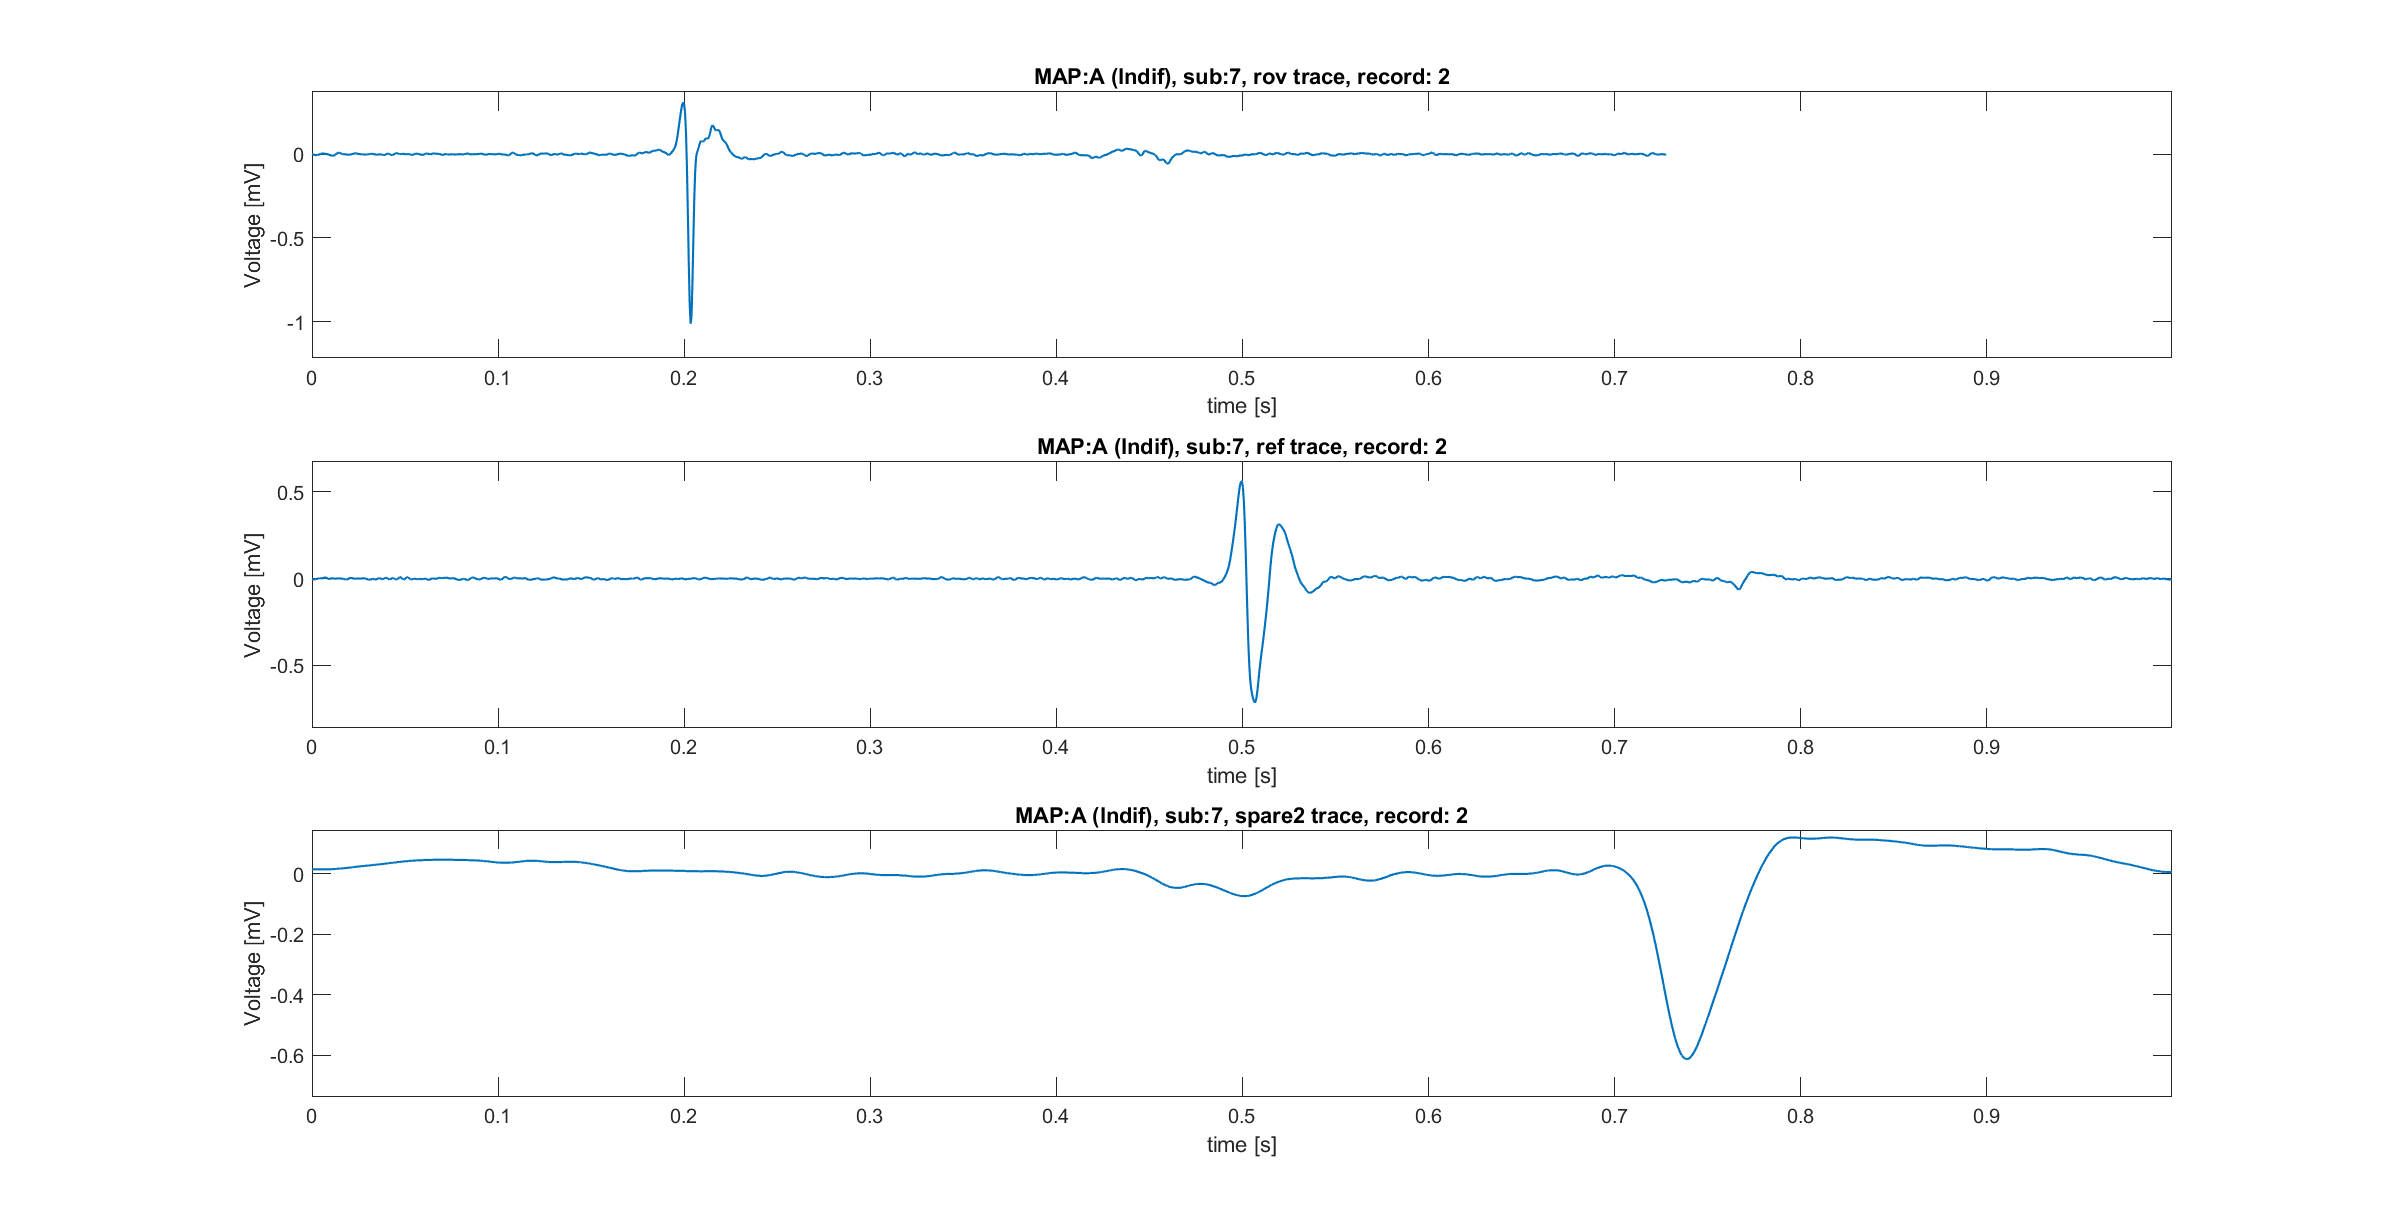 MAP:A (Indif), sub:7, rov trace, record: 2
Voltage [mV]
0
-0.5
-1
0 0.1 0.2 0.3 0.4 0.5 0.6 0.7 0.8 0.9
time [s]
MAP:A (Indif), sub:7, ref trace, record: 2
Voltage [mV]
0.5
0
-0.5
0 0.1 0.2 0.3 0.4 0.5 0.6 0.7 0.8 0.9
time [s]
MAP:A (Indif), sub:7, spare2 trace, record: 2
Voltage [mV]
0
-0.2
-0.4
-0.6
0 0.1 0.2 0.3 0.4 0.5 0.6 0.7 0.8 0.9
time [s]